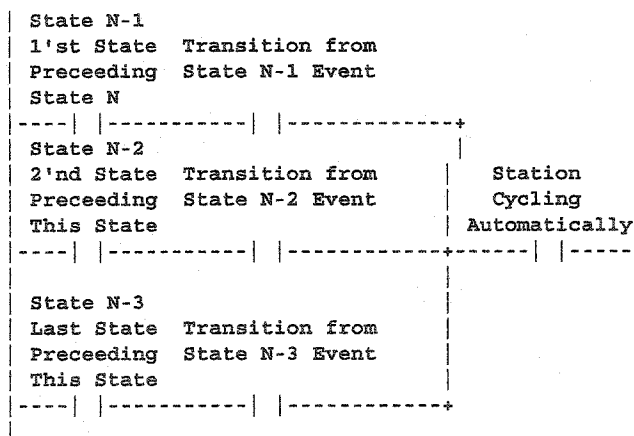 State N-1
1'st State Transition from
Preceeding State N-1 Event
State N
State N-2
2'nd State Transition from Station
Preceeding State N-2 Event Cycling
This State Automatically
State N-3
Last State Transition from
Preceeding State N-3 Event
This State